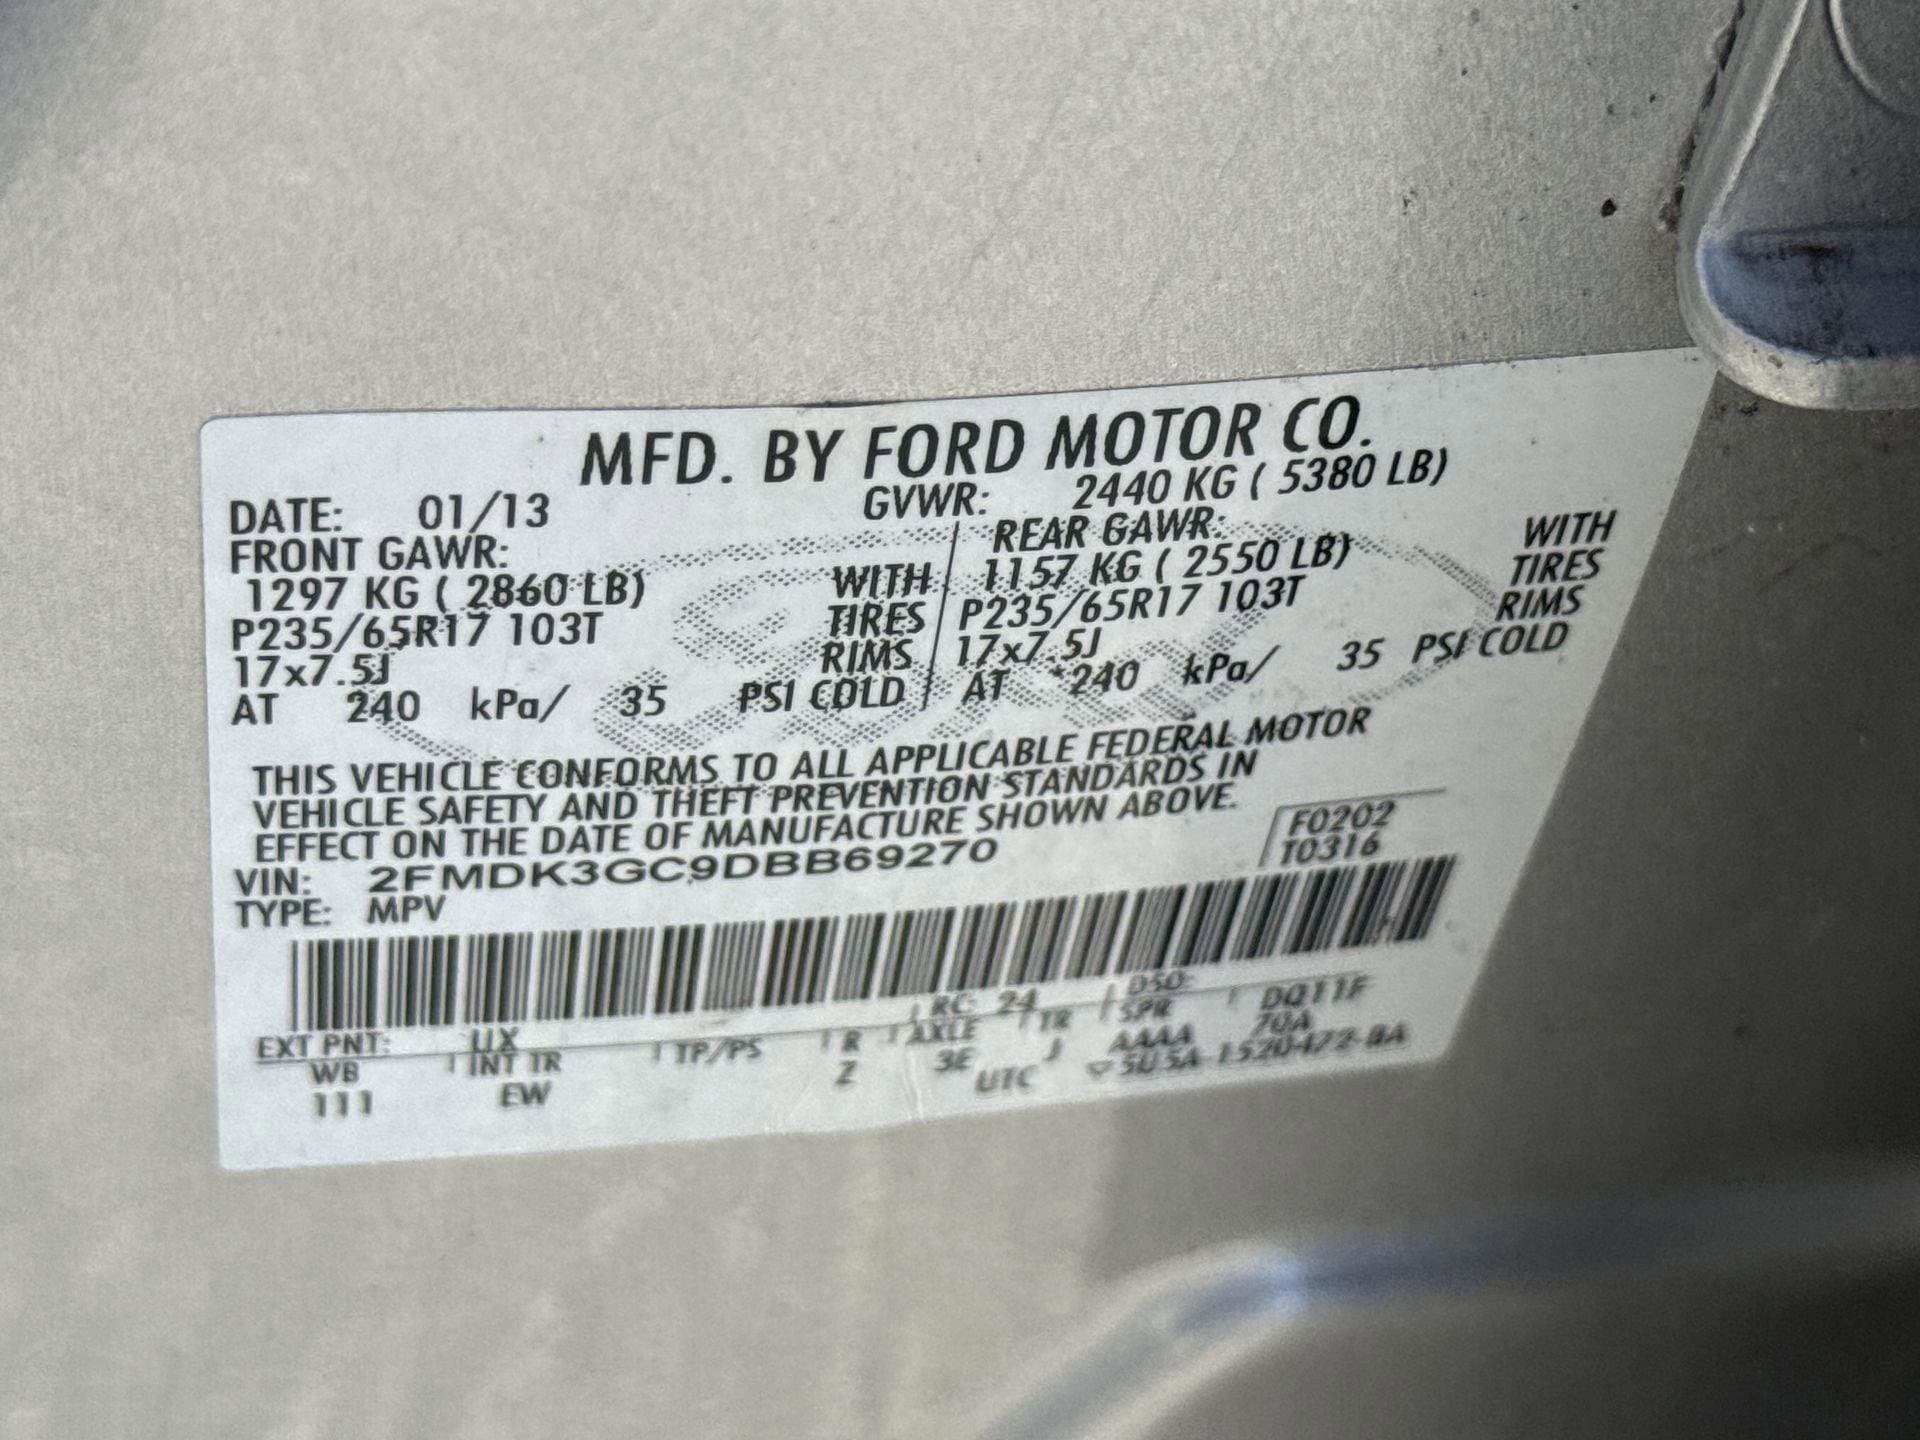 MFD. BY FORD MOTOR CO.
DATE: 01/13 GVWR: 2440 KG ( 5380 LB)
FRONT GAWR: REAR GAWR:
1297 KG ( 2860 LB) WITH 1157 KG ( 2550 LB) WITH
P235/65R17 103T TIRES P235/65R17 103T TIRES
17x7.5J RIMS 17x7.5J RIMS
AT 240 kPa/ 35 PSI COLD AT 240 kPa/ 35 PSI COLD
THIS VEHICLE CONFORMS TO ALL APPLICABLE FEDERAL MOTOR
VEHICLE SAFETY AND THEFT PREVENTION STANDARDS IN
EFFECT ON THE DATE OF MANUFACTURE SHOWN ABOVE.
F0202
VIN: 2FMDK3GC9DBB69270 T0316
TYPE: MPV
EXT PNT: UX RC: 24 DSO: DQ11F
WB INT TR TP/PS R AXLE TR SPR 70A
111 EW Z 3E J AAAA
UTC ▽ 5U5A-1520472-BA